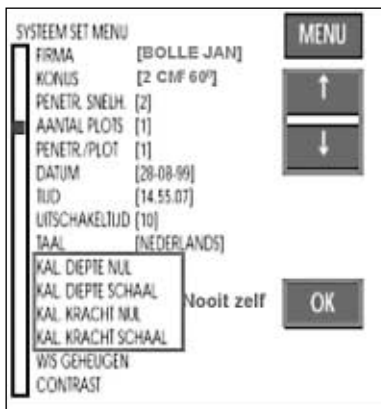 SYSTEEM SET MENU
MENU
FIRMA [BOLLE JAN]
KONUS [2 CM² 60º]
PENETR. SNELH. [2]
AANTAL PLOTS [1]
PENETR./PLOT [1]
DATUM [28-08-99]
TIJD [14.55.07]
UITSCHAKELTIJD [10]
TAAL [NEDERLANDS]
KAL. DIEPTE NUL
KAL. DIEPTE SCHAAL
KAL. KRACHT NUL
KAL. KRACHT SCHAAL
Nooit zelf
OK
WIS GEHEUGEN
CONTRAST